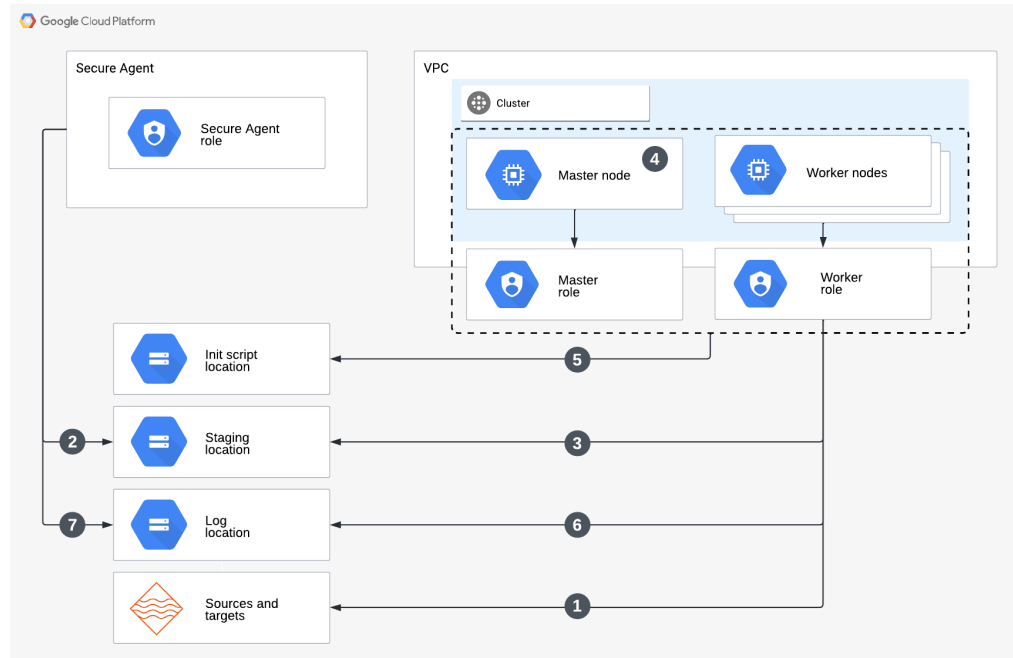 Google Cloud Platform
Secure Agent
Secure Agent
role
VPC
Cluster
Master node
4
Worker nodes
Master
role
Worker
role
Init script
location
5
2
Staging
location
3
7
Log
location
6
Sources and
targets
1